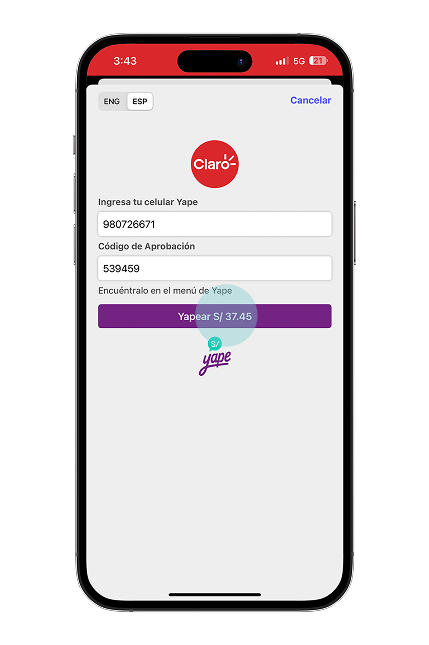 3:43
5G 21
ENG ESP
Cancelar
Claro
Ingresa tu celular Yape
980726671
Código de Aprobación
539459
Encuéntralo en el menú de Yape
Yapear S/ 37.45
S/
yape